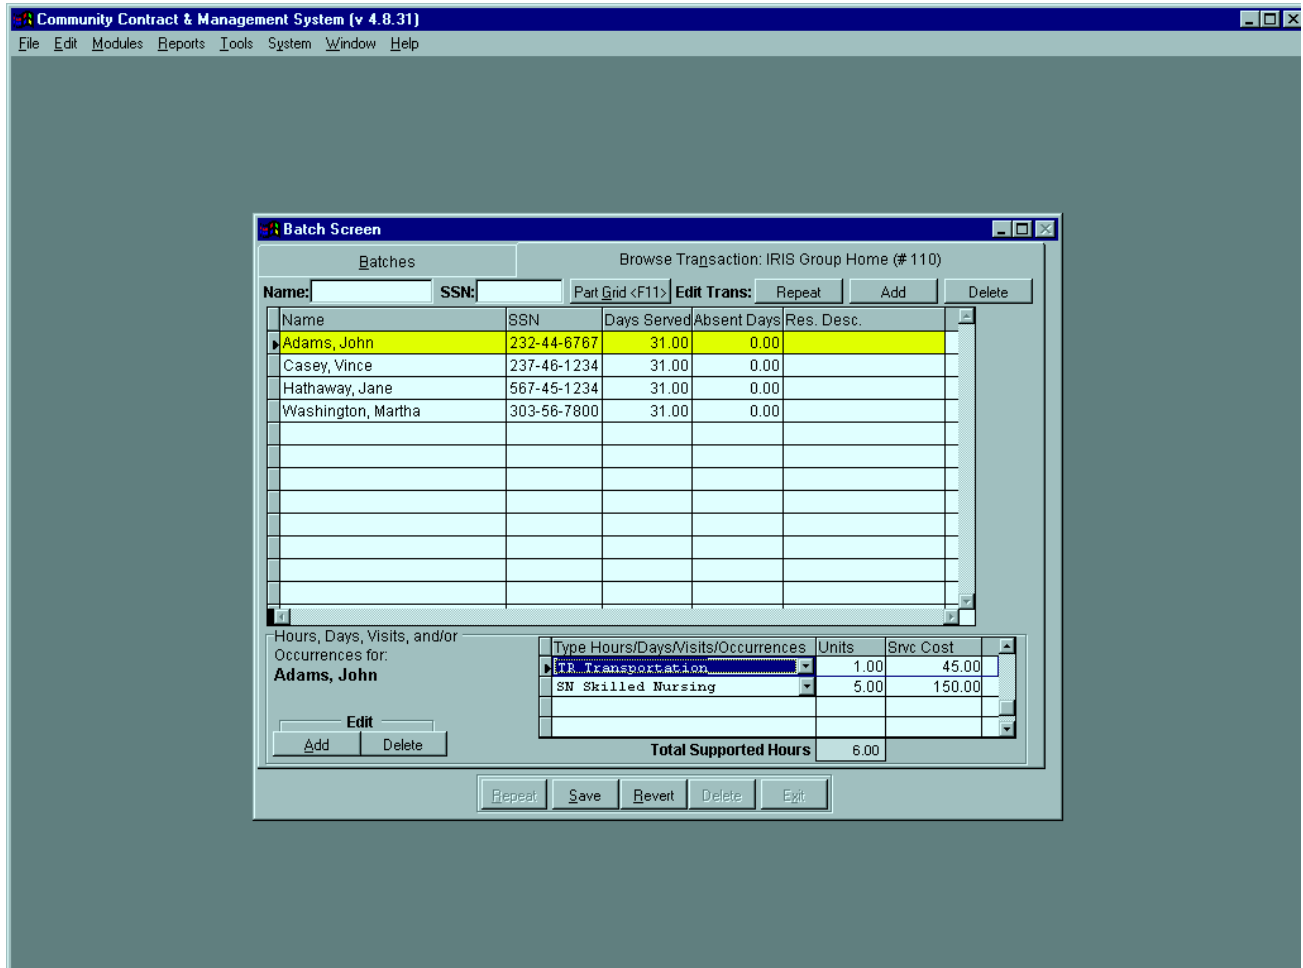 Community Contract & Management System (v 4.8.31)
File Edit Modules Reports Tools System Window Help
Batch Screen
Batches Browse Transaction: IRIS Group Home (# 110)
Name: SSN: Part Grid <F11> Edit Trans: Repeat Add Delete
Name SSN Days Served Absent Days Res. Desc.
Adams, John 232-44-6767 31.00 0.00
Casey, Vince 237-46-1234 31.00 0.00
Hathaway, Jane 567-45-1234 31.00 0.00
Washington, Martha 303-56-7800 31.00 0.00
Hours, Days, Visits, and/or
Occurrences for:
Adams, John
Type Hours/Days/Visits/Occurrences Units Srvc Cost
TR Transportation 1.00 45.00
SN Skilled Nursing 5.00 150.00
Edit
Add Delete
Total Supported Hours 6.00
Repeat Save Revert Delete Exit